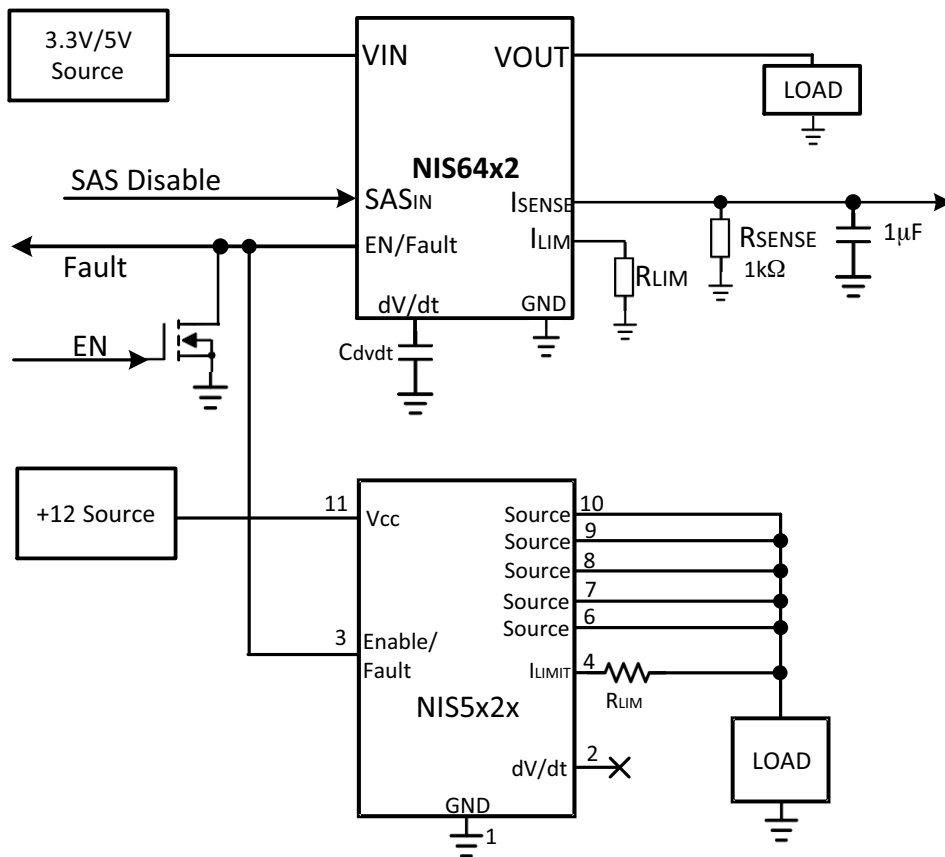 3.3V/5V
Source
VIN
VOUT
LOAD
NIS64x2
SAS Disable
SASIN
ISENSE
EN/Fault
ILIM
Fault
RSENSE
1kΩ
1µF
RLIM
dV/dt
GND
EN
Cdvdt
+12 Source
11
Vcc
Source
10
Source
9
Source
8
Source
7
Source
6
3
Enable/
Fault
ILIMIT
4
RLIM
NIS5x2x
dV/dt
2
LOAD
GND
1